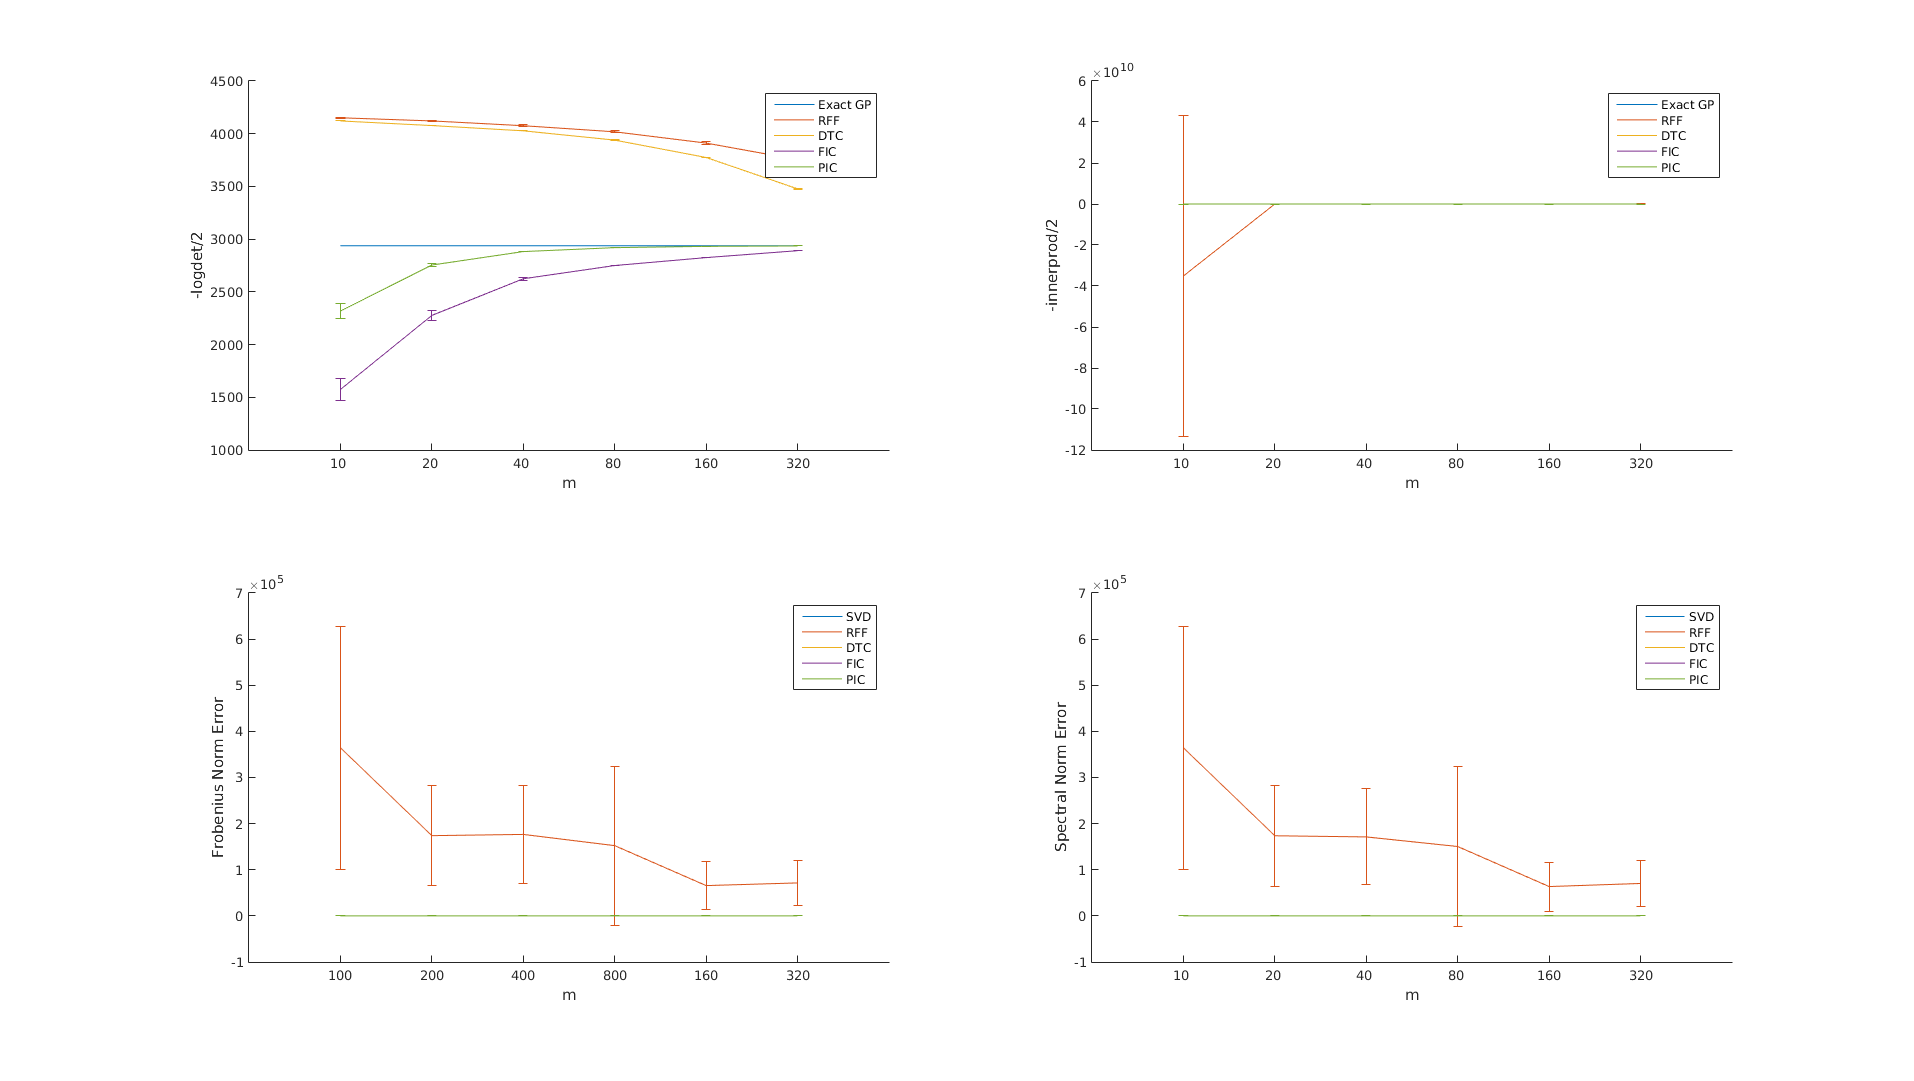 4500
4000
3500
3000
2500
2000
1500
1000
-logdet/2
10 20 40 80 160 320
m
Exact GP
RFF
DTC
FIC
PIC
×10^10
6
4
2
0
-2
-4
-6
-8
-10
-12
-innerprod/2
10 20 40 80 160 320
m
Exact GP
RFF
DTC
FIC
PIC
×10^5
7
6
5
4
3
2
1
0
-1
Frobenius Norm Error
100 200 400 800 160 320
m
SVD
RFF
DTC
FIC
PIC
×10^5
7
6
5
4
3
2
1
0
-1
Spectral Norm Error
10 20 40 80 160 320
m
SVD
RFF
DTC
FIC
PIC